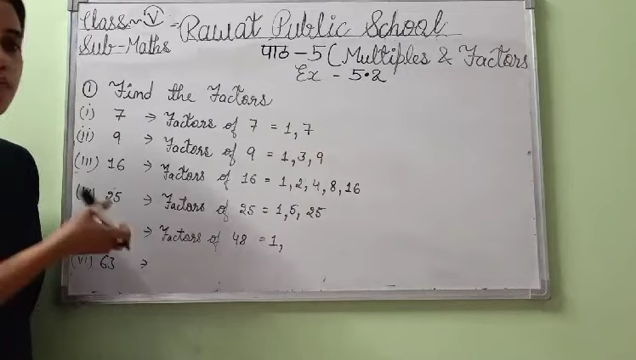 Class~ V - Rawat Public School
Sub-Maths
पाठ-5 (Multiples & Factors
Ex - 5.2
① Find the Factors
(i) 7 → Factors of 7 = 1, 7
(ii) 9 → Factors of 9 = 1, 3, 9
(iii) 16 → Factors of 16 = 1, 2, 4, 8, 16
25 → Factors of 25 = 1, 5, 25
→ Factors of 48 = 1,
(vi) 63 →